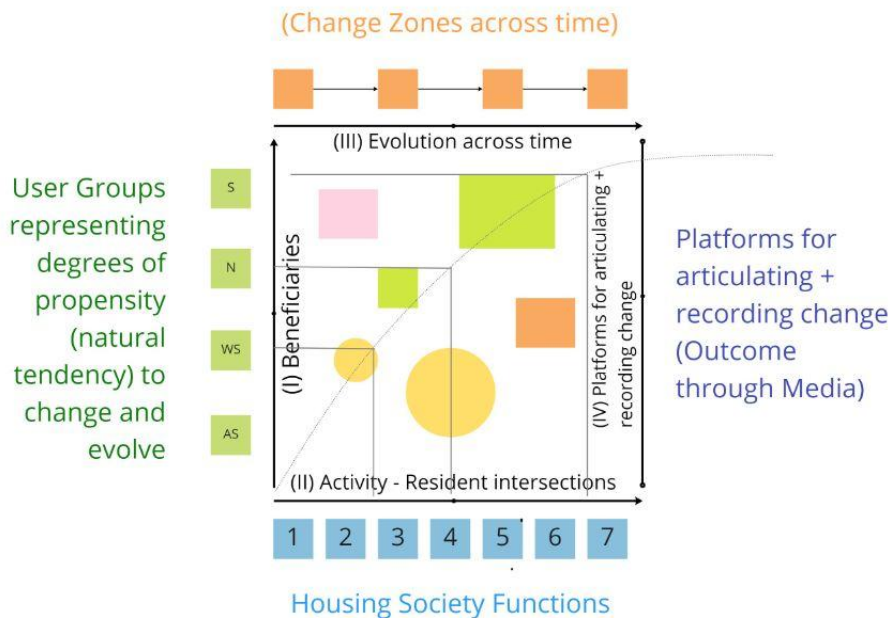 (Change Zones across time)
(III) Evolution across time
User Groups
representing
degrees of
propensity
(natural
tendency) to
change and
evolve
S
N
WS
AS
(I) Beneficiaries
(IV) Platforms for articulating +
recording change
Platforms for
articulating +
recording change
(Outcome
through Media)
(II) Activity - Resident intersections
1 2 3 4 5 6 7
Housing Society Functions